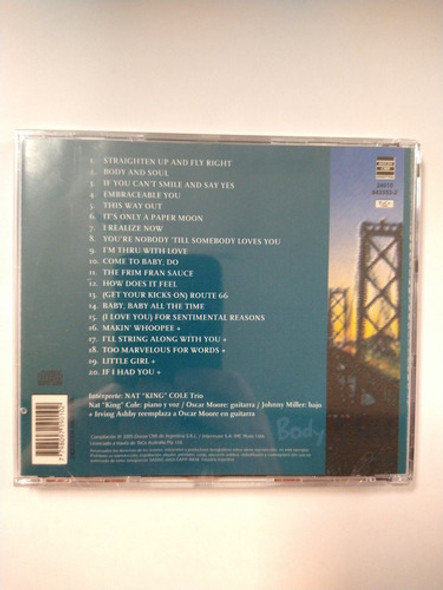 1. STRAIGHTEN UP AND FLY RIGHT
2. BODY AND SOUL
3. IF YOU CAN'T SMILE AND SAY YES
4. EMBRACEABLE YOU
5. THIS WAY OUT
6. IT'S ONLY A PAPER MOON
7. I REALIZE NOW
8. YOU'RE NOBODY 'TILL SOMEBODY LOVES YOU
9. I'M THRU WITH LOVE
10. COME TO BABY, DO
11. THE FRIM FRAN SAUCE
12. HOW DOES IT FEEL
13. (GET YOUR KICKS ON) ROUTE 66
14. BABY, BABY ALL THE TIME
15. (I LOVE YOU) FOR SENTIMENTAL REASONS
16. MAKIN' WHOOPEE +
17. I'LL STRING ALONG WITH YOU +
18. TOO MARVELOUS FOR WORDS +
19. LITTLE GIRL +
20. IF I HAD YOU +
Intérprete: NAT "KING" COLE Trío
Nat "King" Cole: piano y voz / Oscar Moore: guitarra / Johnny Miller: bajo
+ Irving Ashby reemplaza a Oscar Moore en guitarra
Body